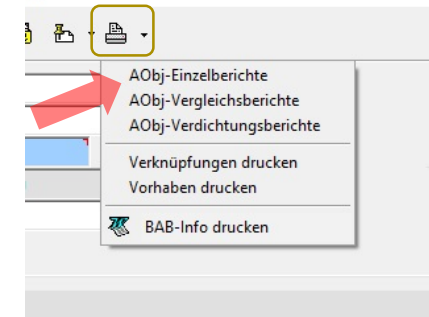 AObj-Einzelberichte
AObj-Vergleichsberichte
AObj-Verdichtungsberichte
Verknüpfungen drucken
Vorhaben drucken
BAB-Info drucken